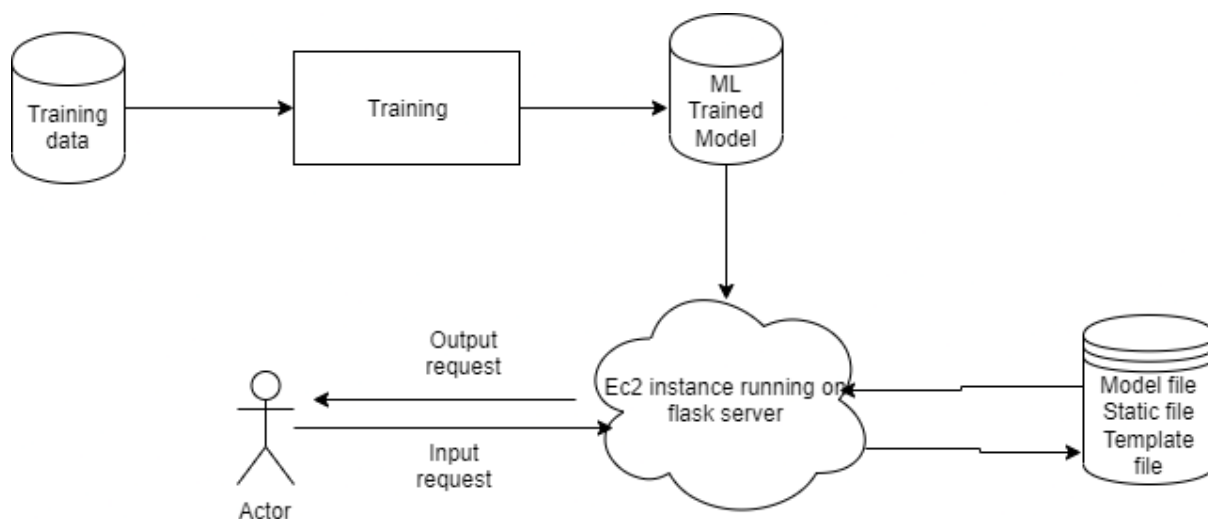 Training
data
Training
ML
Trained
Model
Output
request
Ec2 instance running on
flask server
Model file
Static file
Template
file
Input
request
Actor